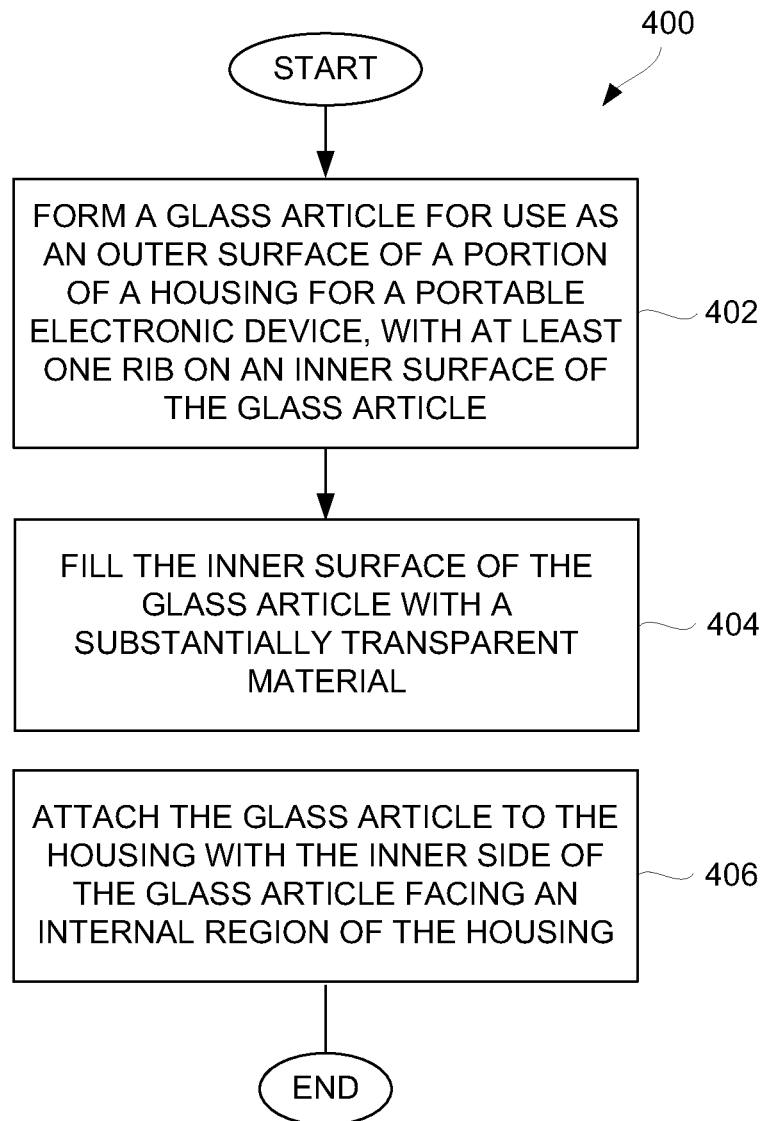 400
START
FORM A GLASS ARTICLE FOR USE AS
AN OUTER SURFACE OF A PORTION
OF A HOUSING FOR A PORTABLE
ELECTRONIC DEVICE, WITH AT LEAST
ONE RIB ON AN INNER SURFACE OF
THE GLASS ARTICLE
402
FILL THE INNER SURFACE OF THE
GLASS ARTICLE WITH A
SUBSTANTIALLY TRANSPARENT
MATERIAL
404
ATTACH THE GLASS ARTICLE TO THE
HOUSING WITH THE INNER SIDE OF
THE GLASS ARTICLE FACING AN
INTERNAL REGION OF THE HOUSING
406
END